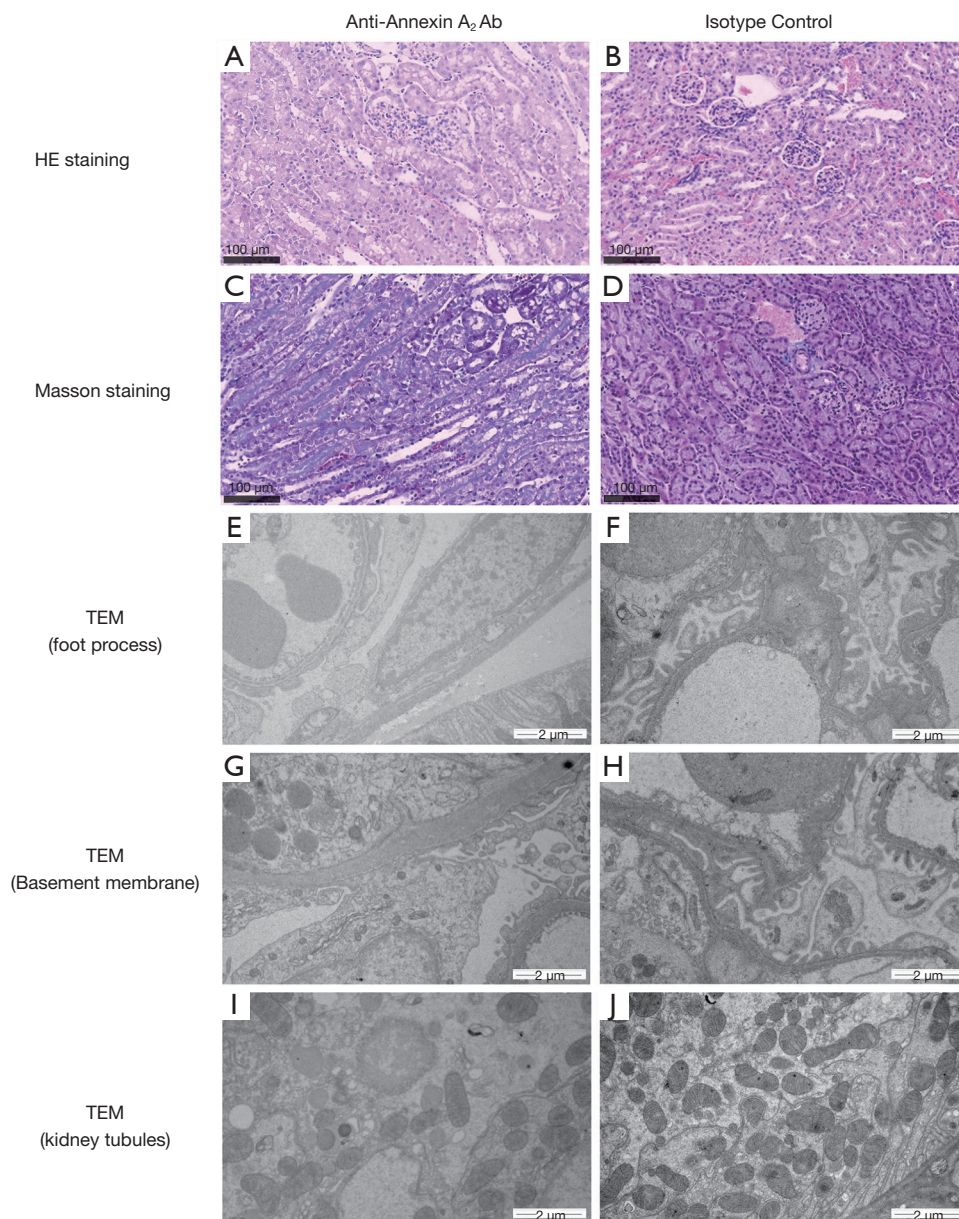 Anti-Annexin A₂ Ab Isotype Control
A B
HE staining
100 μm 100 μm
C D
Masson staining
100 μm 100 μm
E F
TEM
(foot process)
2 μm 2 μm
G H
TEM
(Basement membrane)
2 μm 2 μm
I J
TEM
(kidney tubules)
2 μm 2 μm